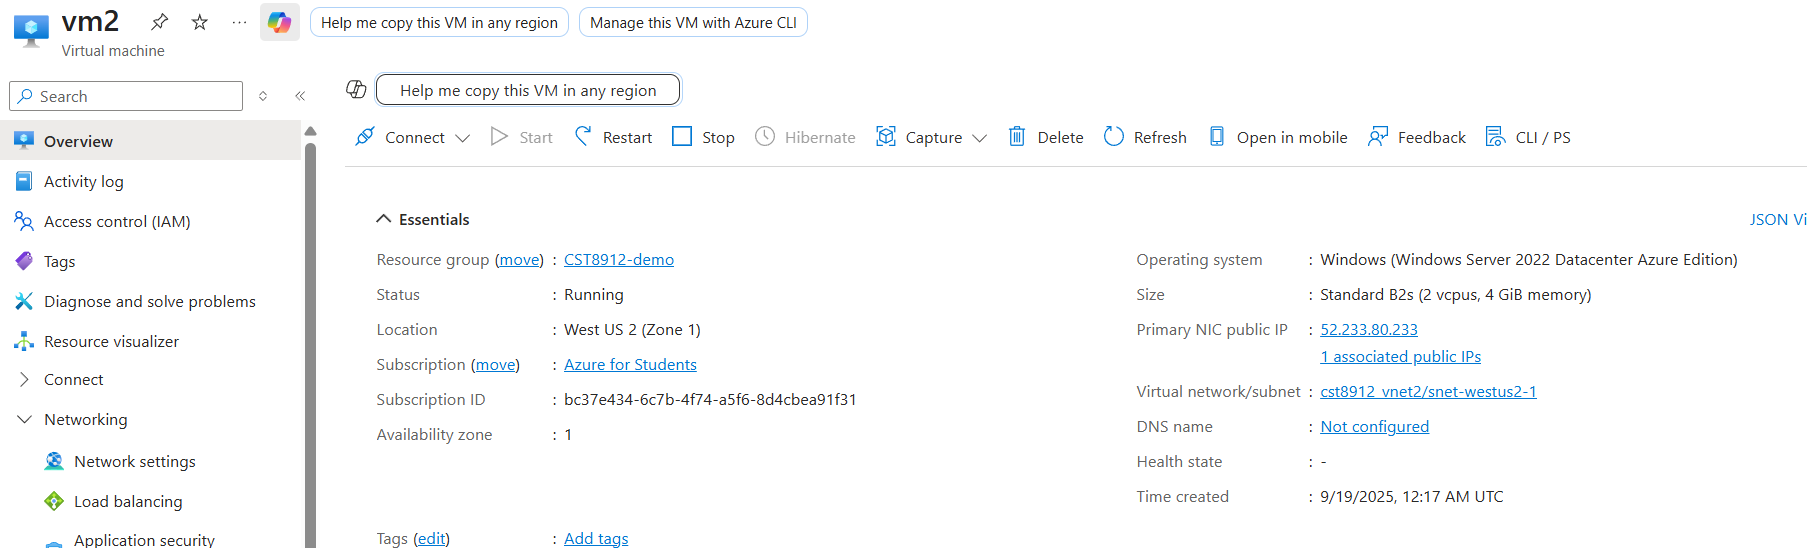 vm2
Help me copy this VM in any region
Manage this VM with Azure CLI
Virtual machine
Search
Help me copy this VM in any region
Overview
Connect Start Restart Stop Hibernate Capture Delete Refresh Open in mobile Feedback CLI / PS
Activity log
Access control (IAM)
Tags
Diagnose and solve problems
Resource visualizer
Connect
Networking
Network settings
Load balancing
Application security
Essentials
JSON Vi
Resource group (move) : CST8912-demo
Status : Running
Location : West US 2 (Zone 1)
Subscription (move) : Azure for Students
Subscription ID : bc37e434-6c7b-4f74-a5f6-8d4cbea91f31
Availability zone : 1
Operating system : Windows (Windows Server 2022 Datacenter Azure Edition)
Size : Standard B2s (2 vcpus, 4 GiB memory)
Primary NIC public IP : 52.233.80.233
1 associated public IPs
Virtual network/subnet : cst8912_vnet2/snet-westus2-1
DNS name : Not configured
Health state : -
Time created : 9/19/2025, 12:17 AM UTC
Tags (edit) : Add tags